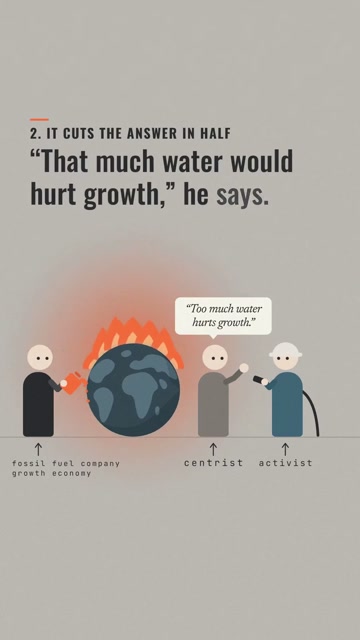 2. IT CUTS THE ANSWER IN HALF
“That much water would
hurt growth,” he says.
“Too much water
hurts growth.”
fossil fuel company
growth economy
centrist
activist